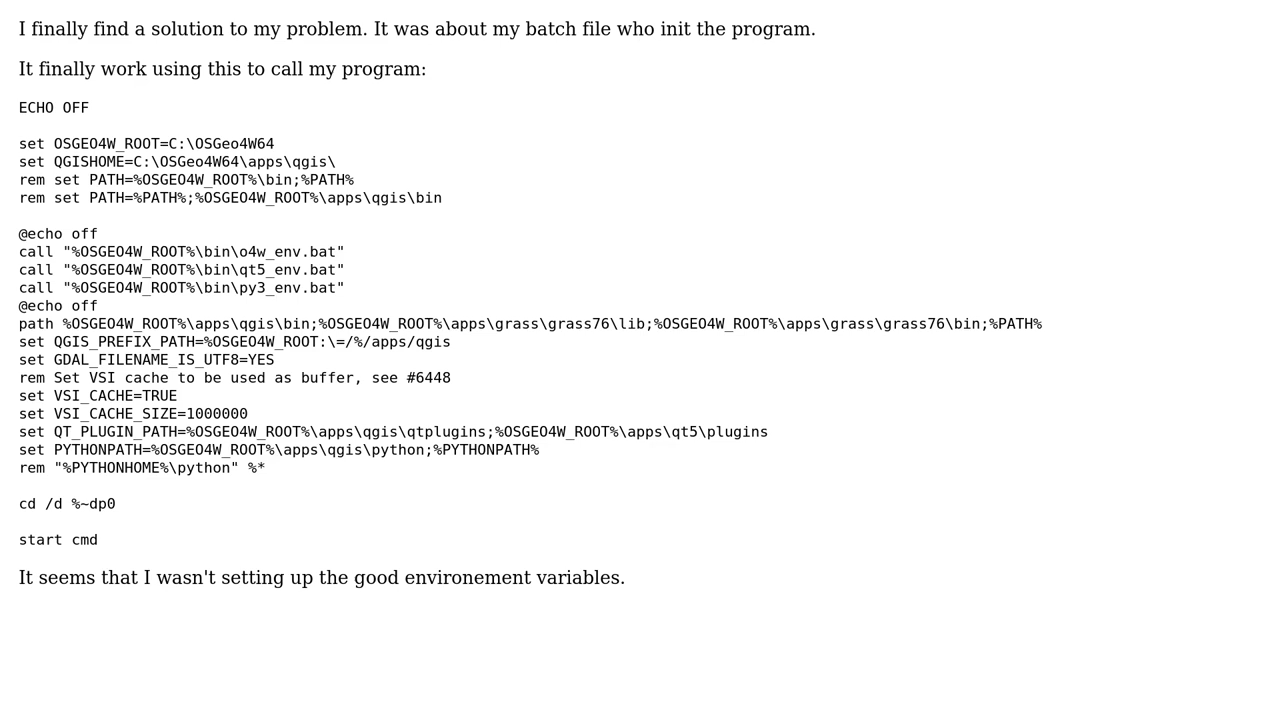 I finally find a solution to my problem. It was about my batch file who init the program.
It finally work using this to call my program:
ECHO OFF
set OSGEO4W_ROOT=C:\OSGeo4W64
set QGISHOME=C:\OSGeo4W64\apps\qgis\
rem set PATH=%OSGEO4W_ROOT%\bin;%PATH%
rem set PATH=%PATH%;%OSGEO4W_ROOT%\apps\qgis\bin
@echo off
call "%OSGEO4W_ROOT%\bin\o4w_env.bat"
call "%OSGEO4W_ROOT%\bin\qt5_env.bat"
call "%OSGEO4W_ROOT%\bin\py3_env.bat"
@echo off
path %OSGEO4W_ROOT%\apps\qgis\bin;%OSGEO4W_ROOT%\apps\grass\grass76\lib;%OSGEO4W_ROOT%\apps\grass\grass76\bin;%PATH%
set QGIS_PREFIX_PATH=%OSGEO4W_ROOT:\=/%/apps/qgis
set GDAL_FILENAME_IS_UTF8=YES
rem Set VSI cache to be used as buffer, see #6448
set VSI_CACHE=TRUE
set VSI_CACHE_SIZE=1000000
set QT_PLUGIN_PATH=%OSGEO4W_ROOT%\apps\qgis\qtplugins;%OSGEO4W_ROOT%\apps\qt5\plugins
set PYTHONPATH=%OSGEO4W_ROOT%\apps\qgis\python;%PYTHONPATH%
rem "%PYTHONHOME%\python" %*
cd /d %~dp0
start cmd
It seems that I wasn't setting up the good environement variables.